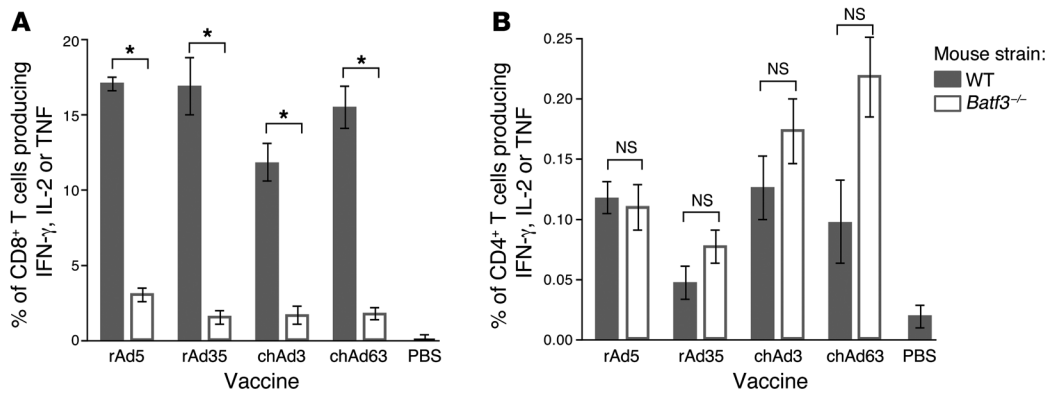 A
% of CD8+ T cells producing
IFN-γ, IL-2 or TNF
20
15
10
5
0
*
*
*
*
rAd5
rAd35
chAd3
chAd63
PBS
Vaccine
B
% of CD4+ T cells producing
IFN-γ, IL-2 or TNF
0.25
0.20
0.15
0.10
0.05
0.00
NS
NS
NS
NS
rAd5
rAd35
chAd3
chAd63
PBS
Vaccine
Mouse strain:
WT
Batf3–/–